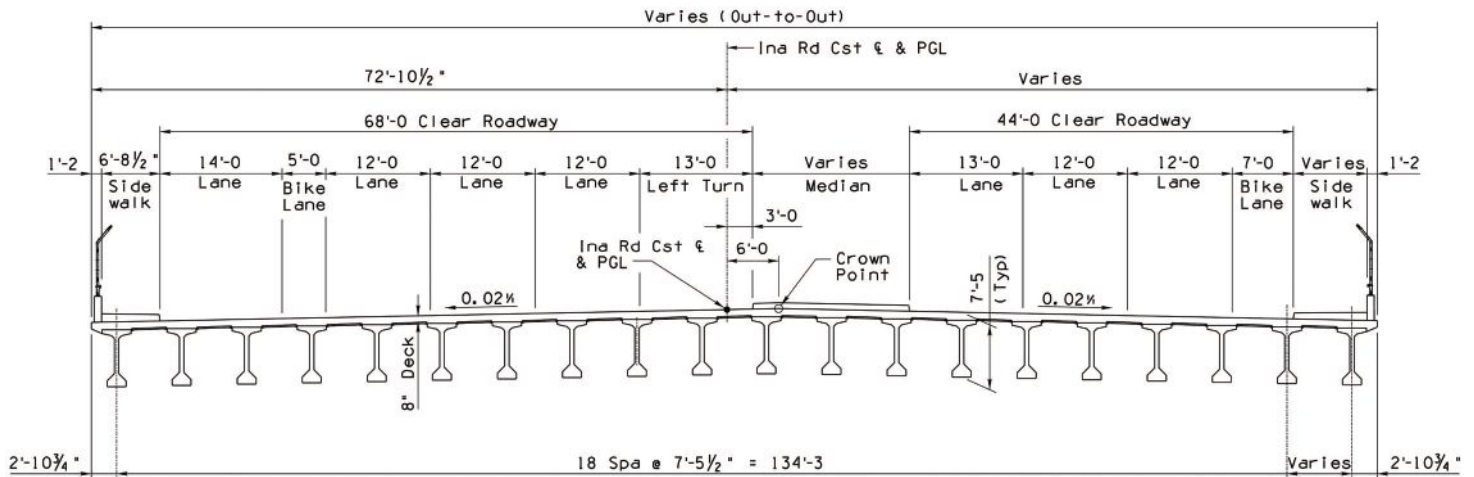 Varies (Out-to-Out)
Ina Rd Cst ℄ & PGL
72'-10½"
Varies
68'-0 Clear Roadway
44'-0 Clear Roadway
1'-2
6'-8½"
Side
walk
14'-0
Lane
5'-0
Bike
Lane
12'-0
Lane
12'-0
Lane
12'-0
Lane
13'-0
Left Turn
Varies
Median
13'-0
Lane
12'-0
Lane
12'-0
Lane
7'-0
Bike
Lane
Varies
Side
walk
1'-2
3'-0
6'-0
Ina Rd Cst ℄
& PGL
Crown
Point
7'-5
(Typ)
0.02%
0.02%
8" Deck
2'-10¾"
18 Spa @ 7'-5½" = 134'-3
Varies
2'-10¾"